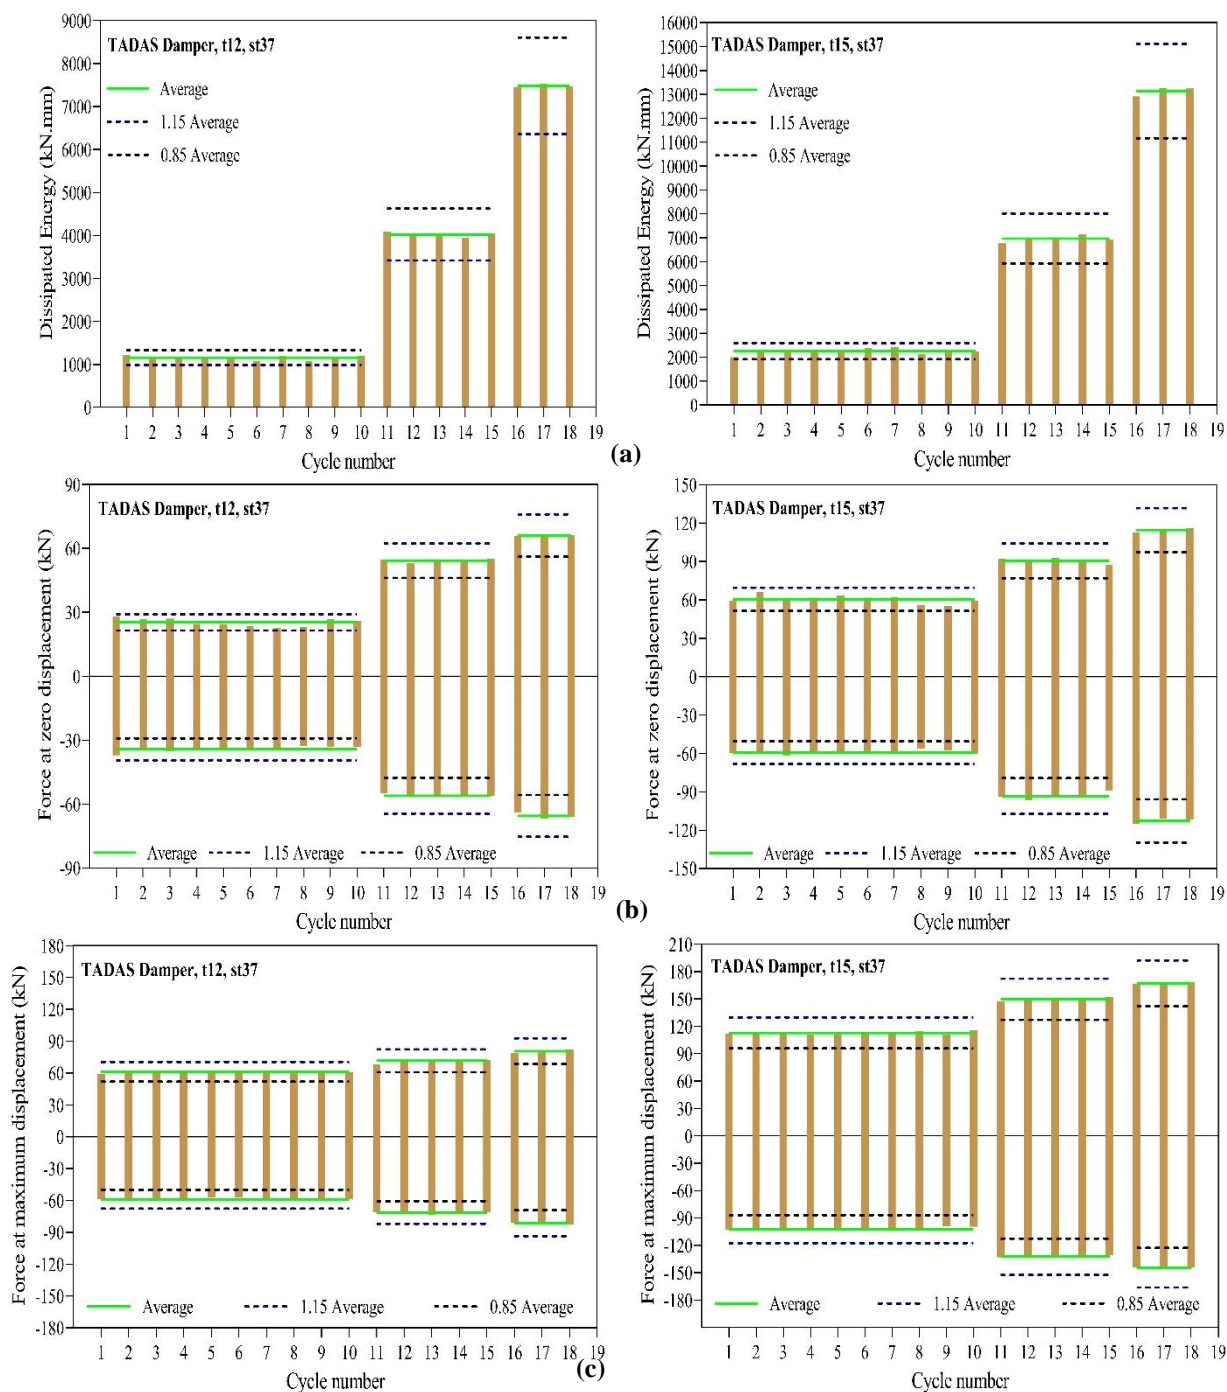 9000
8000
7000
6000
5000
4000
3000
2000
1000
0
Dissipated Energy (kN.mm)
TADAS Damper, t12, st37
Average
1.15 Average
0.85 Average
1 2 3 4 5 6 7 8 9 10 11 12 13 14 15 16 17 18 19
Cycle number
16000
15000
14000
13000
12000
11000
10000
9000
8000
7000
6000
5000
4000
3000
2000
1000
0
Dissipated Energy (kN.mm)
TADAS Damper, t15, st37
Average
1.15 Average
0.85 Average
1 2 3 4 5 6 7 8 9 10 11 12 13 14 15 16 17 18 19
Cycle number
(a)
90
60
30
0
-30
-60
-90
Force at zero displacement (kN)
TADAS Damper, t12, st37
Average 1.15 Average 0.85 Average
1 2 3 4 5 6 7 8 9 10 11 12 13 14 15 16 17 18 19
Cycle number
150
120
90
60
30
0
-30
-60
-90
-120
-150
Force at zero displacement (kN)
TADAS Damper, t15, st37
Average 1.15 Average 0.85 Average
1 2 3 4 5 6 7 8 9 10 11 12 13 14 15 16 17 18 19
Cycle number
(b)
180
150
120
90
60
30
0
-30
-60
-90
-120
-150
-180
Force at maximum displacement (kN)
TADAS Damper, t12, st37
Average 1.15 Average 0.85 Average
1 2 3 4 5 6 7 8 9 10 11 12 13 14 15 16 17 18 19
Cycle number
210
180
150
120
90
60
30
0
-30
-60
-90
-120
-150
-180
Force at maximum displacement (kN)
TADAS Damper, t15, st37
Average 1.15 Average 0.85 Average
1 2 3 4 5 6 7 8 9 10 11 12 13 14 15 16 17 18 19
Cycle number
(c)